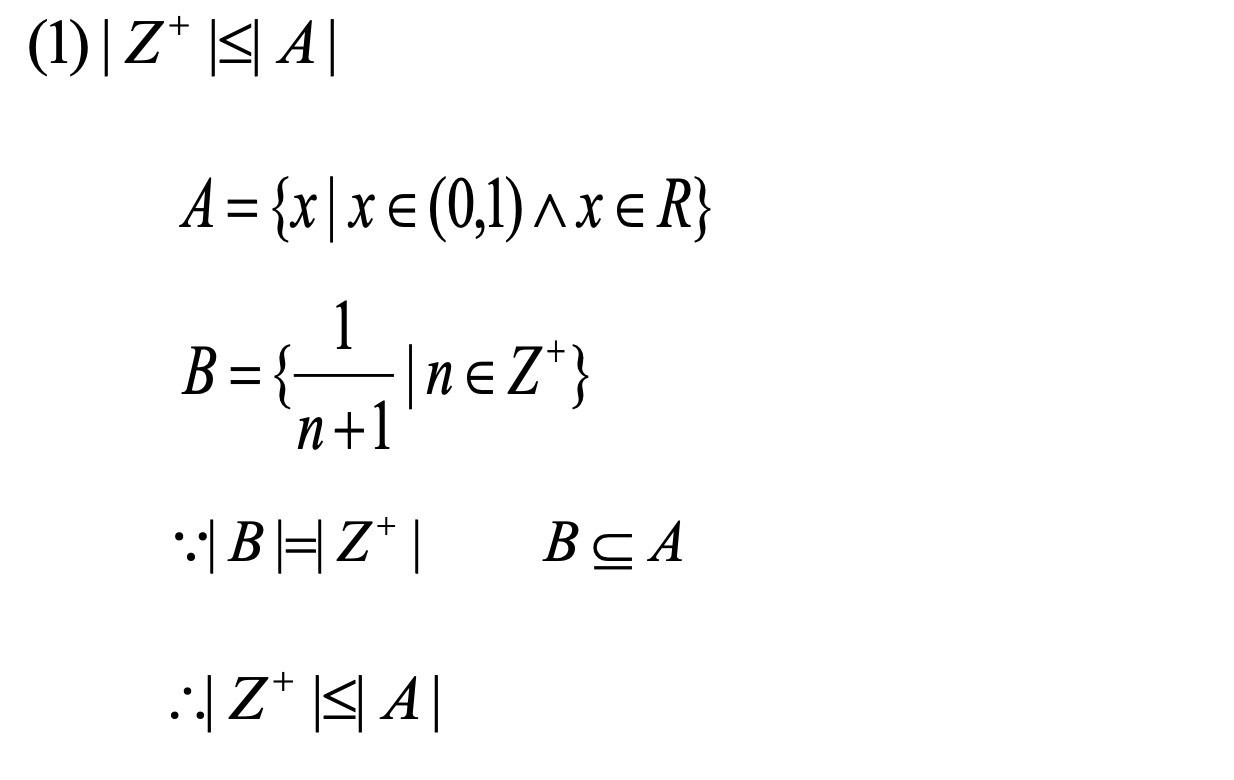 (1) | Z⁺ |≤| A |
A = {x | x ∈ (0,1) ∧ x ∈ R}
B = {1/(n+1) | n ∈ Z⁺}
∵| B |=| Z⁺ | B ⊆ A
∴| Z⁺ |≤| A |